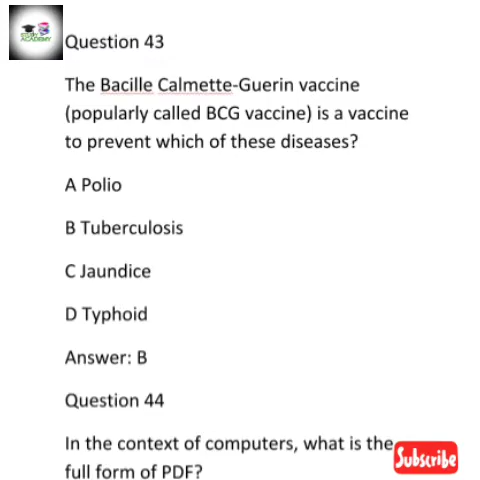 STUDY
ACADEMY
Question 43
The Bacille Calmette-Guerin vaccine
(popularly called BCG vaccine) is a vaccine
to prevent which of these diseases?
A Polio
B Tuberculosis
C Jaundice
D Typhoid
Answer: B
Question 44
In the context of computers, what is the
full form of PDF?
Subscribe